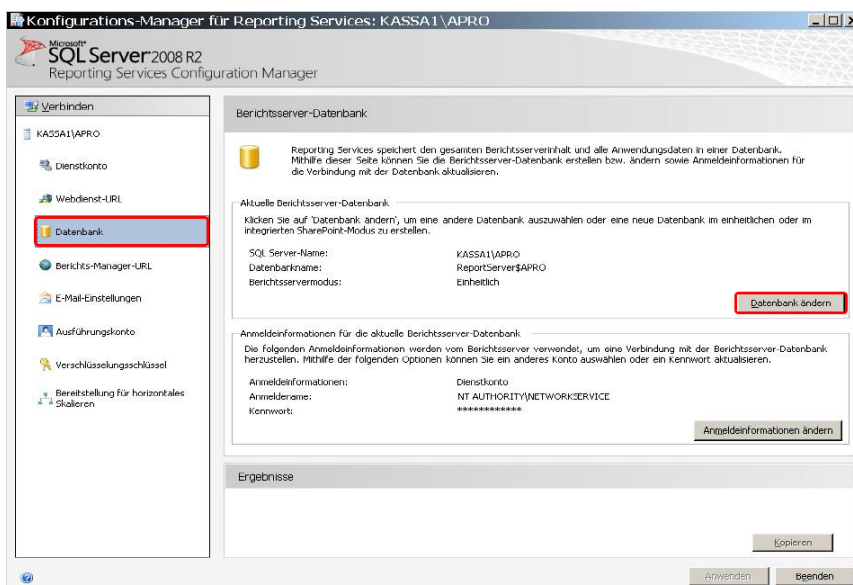 Konfigurations-Manager für Reporting Services: KASSA1\APRO
Microsoft®
SQL Server® 2008 R2
Reporting Services Configuration Manager
Verbinden
KASSA1\APRO
Dienstkonto
Webdienst-URL
Datenbank
Berichts-Manager-URL
E-Mail-Einstellungen
Ausführungskonto
Verschlüsselungsschlüssel
Bereitstellung für horizontales
Skalieren
Berichtsserver-Datenbank
Reporting Services speichert den gesamten Berichtsserverinhalt und alle Anwendungsdaten in einer Datenbank.
Mithilfe dieser Seite können Sie die Berichtsserver-Datenbank erstellen bzw. ändern sowie Anmeldeinformationen für
die Verbindung mit der Datenbank aktualisieren.
Aktuelle Berichtsserver-Datenbank
Klicken Sie auf 'Datenbank ändern', um eine andere Datenbank auszuwählen oder eine neue Datenbank im einheitlichen oder im
integrierten SharePoint-Modus zu erstellen.
SQL Server-Name: KASSA1\APRO
Datenbankname: ReportServer$APRO
Berichtsservermodus: Einheitlich
Datenbank ändern
Anmeldeinformationen für die aktuelle Berichtsserver-Datenbank
Die folgenden Anmeldeinformationen werden vom Berichtsserver verwendet, um eine Verbindung mit der Berichtsserver-Datenbank
herzustellen. Mithilfe der folgenden Optionen können Sie ein anderes Konto auswählen oder ein Kennwort aktualisieren.
Anmeldeinformationen: Dienstkonto
Anmeldename: NT AUTHORITY\NETWORKSERVICE
Kennwort: ************
Anmeldeinformationen ändern
Ergebnisse
Kopieren
Anwenden
Beenden